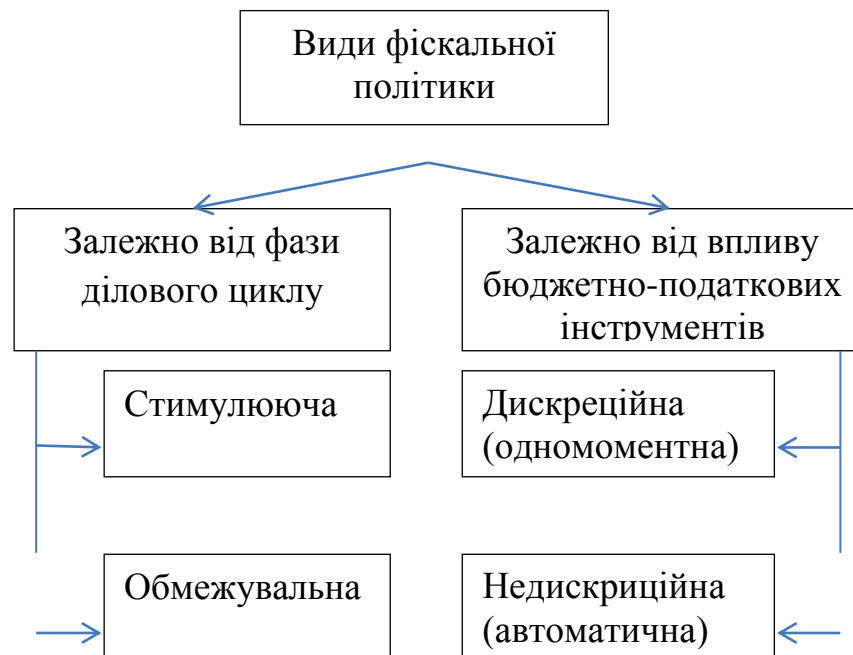 Види фіскальної
політики
Залежно від фази
ділового циклу
Залежно від впливу
бюджетно-податкових
інструментів
Стимулююча
Дискреційна
(одномоментна)
Обмежувальна
Недискриційна
(автоматична)